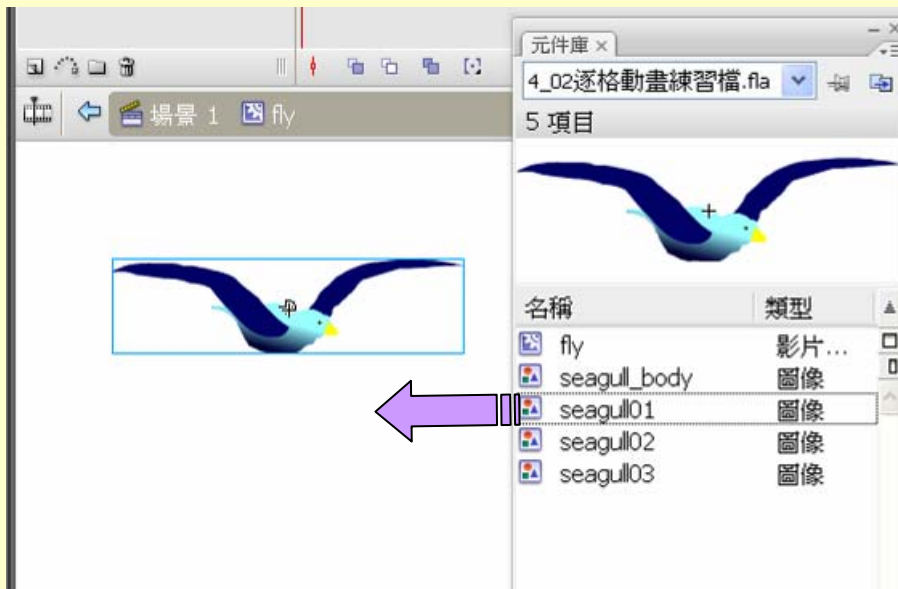 元件庫
4_02逐格動畫練習檔.fla
場景 1 fly
5 項目
名稱 類型
fly 影片...
seagull_body 圖像
seagull01 圖像
seagull02 圖像
seagull03 圖像